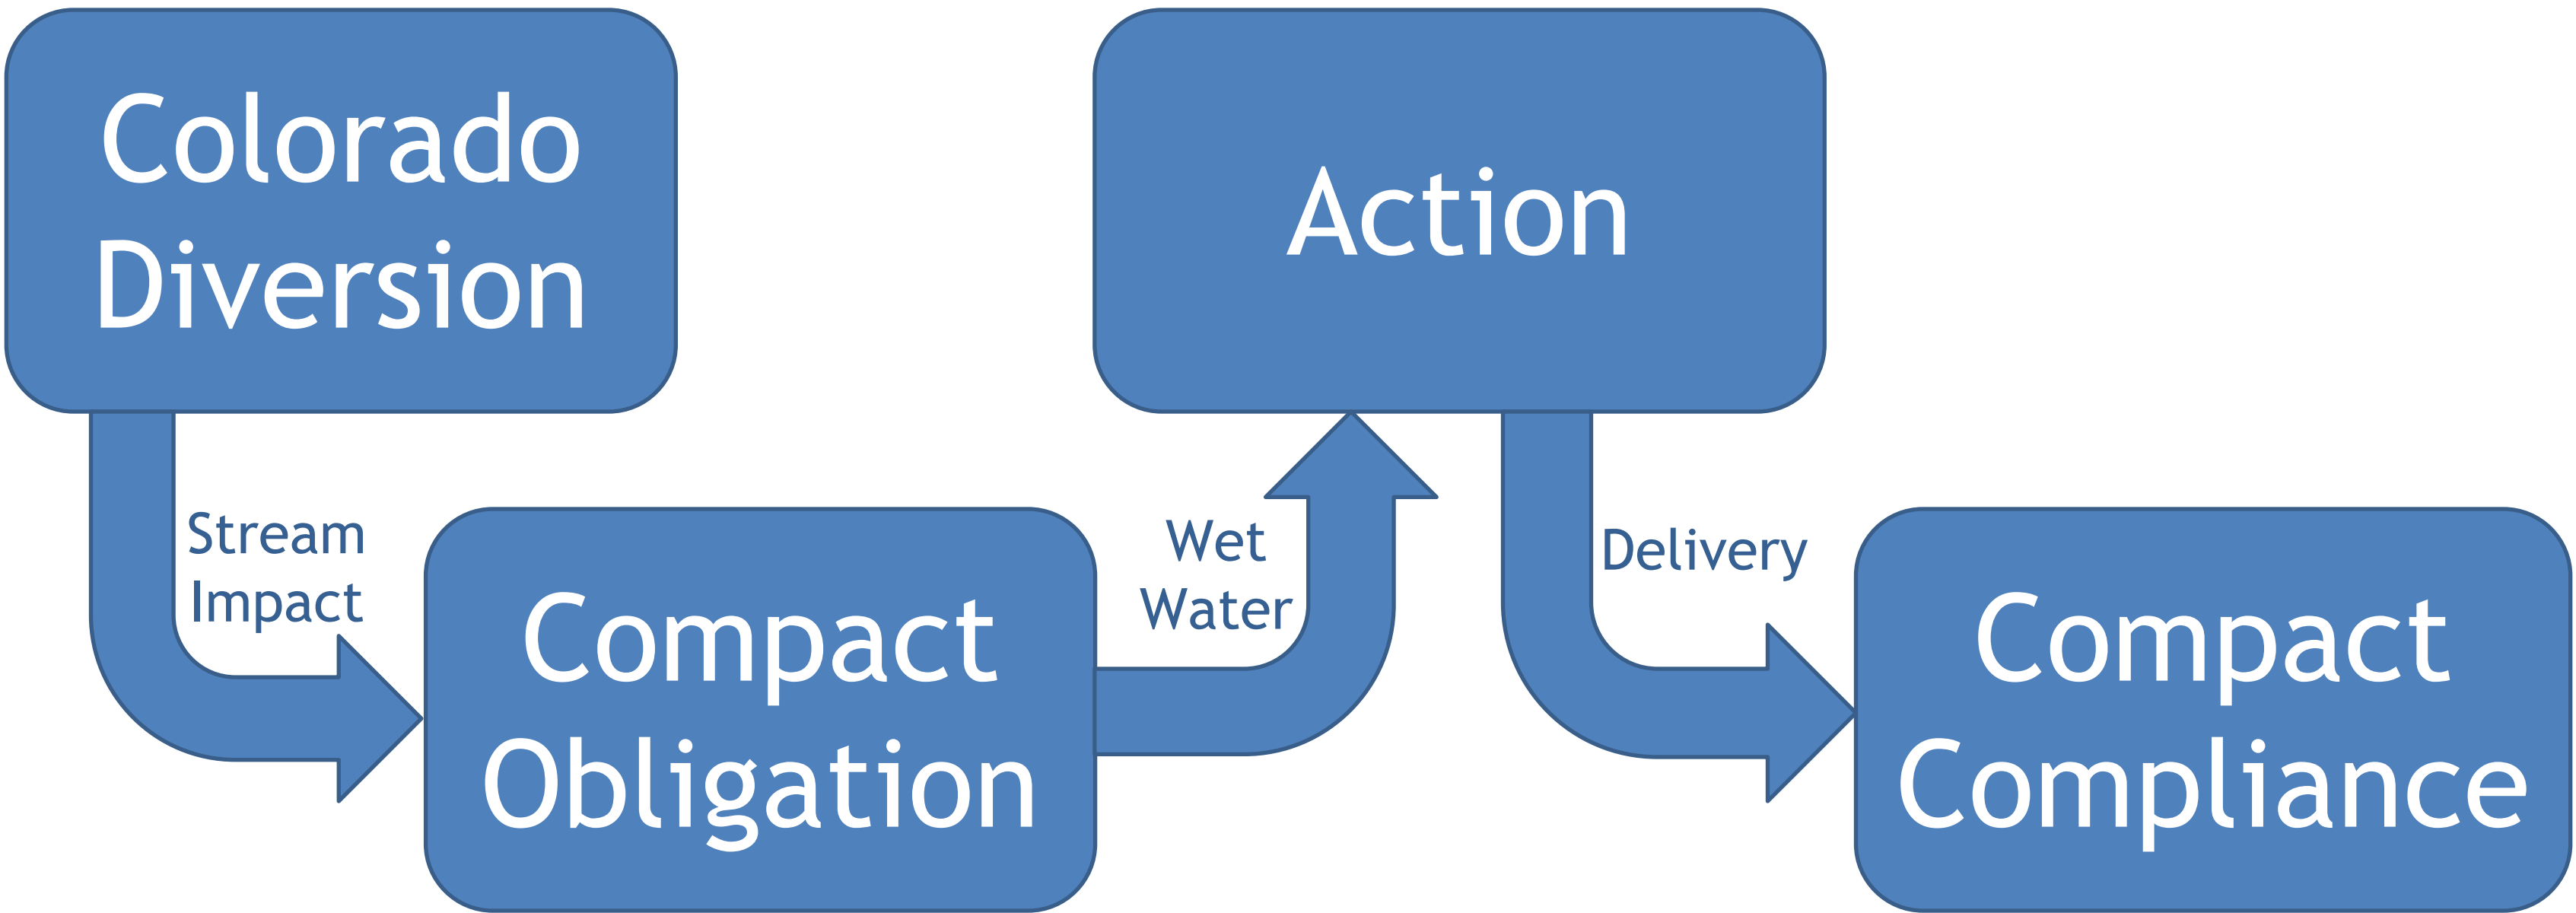 Colorado
Diversion
Stream
Impact
Compact
Obligation
Wet
Water
Action
Delivery
Compact
Compliance